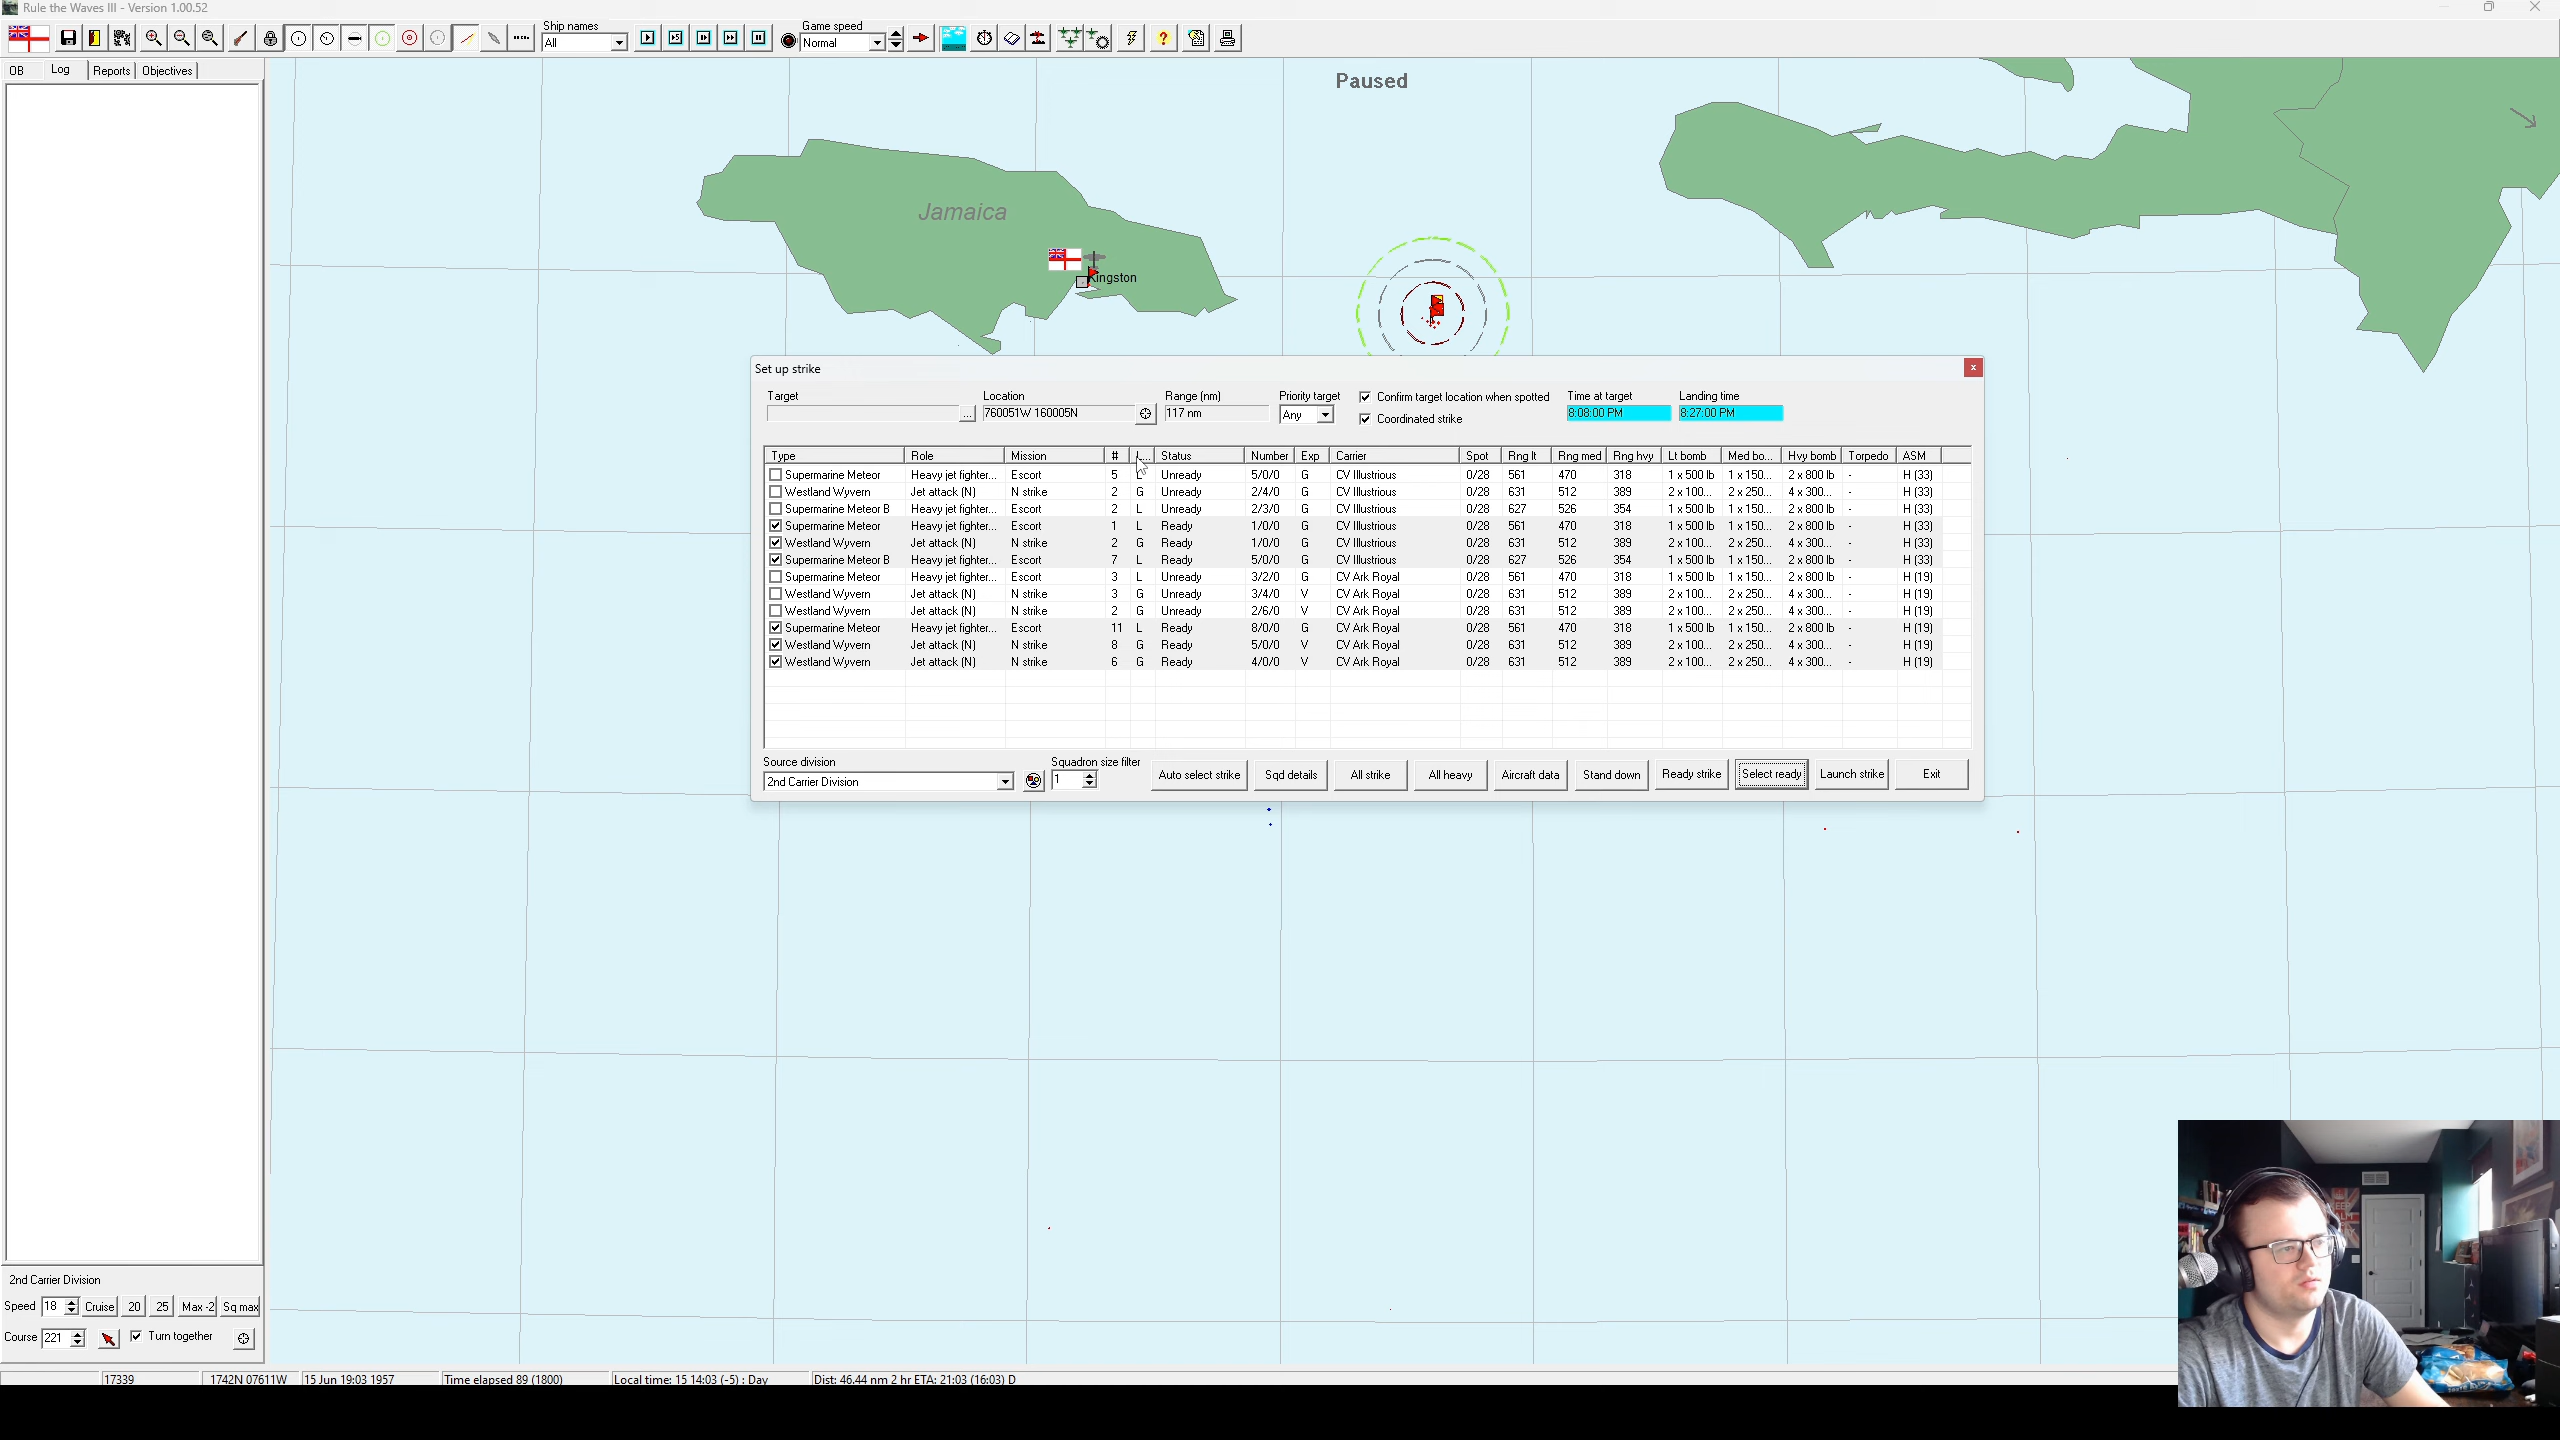 Rule the Waves III - Version 1.00.52
Ship names
All
Game speed
Normal
OB Log Reports Objectives
Paused
Jamaica
Kingston
Set up strike
Target Location Range (nm) Priority target Confirm target location when spotted Time at target Landing time
... 760051W 160005N 117 nm Any Coordinated strike 8:08:00 PM 8:27:00 PM
Type Role Mission # Status Number Exp Carrier Spot Rng lt Rng med Rng hvy Lt bomb Med bo... Hvy bomb Torpedo ASM
Supermarine Meteor Heavy jet fighter... Escort 5 L Unready 5/0/0 G CV Illustrious 0/28 561 470 318 1 x 500 lb 1 x 150... 2 x 800 lb - H (33)
Westland Wyvern Jet attack (N) N strike 2 G Unready 2/4/0 G CV Illustrious 0/28 631 512 389 2 x 100... 2 x 250... 4 x 300... - H (33)
Supermarine Meteor B Heavy jet fighter... Escort 2 L Unready 2/3/0 G CV Illustrious 0/28 627 526 354 1 x 500 lb 1 x 150... 2 x 800 lb - H (33)
Supermarine Meteor Heavy jet fighter... Escort 1 L Ready 1/0/0 G CV Illustrious 0/28 561 470 318 1 x 500 lb 1 x 150... 2 x 800 lb - H (33)
Westland Wyvern Jet attack (N) N strike 2 G Ready 1/0/0 G CV Illustrious 0/28 631 512 389 2 x 100... 2 x 250... 4 x 300... - H (33)
Supermarine Meteor B Heavy jet fighter... Escort 7 L Ready 5/0/0 G CV Illustrious 0/28 627 526 354 1 x 500 lb 1 x 150... 2 x 800 lb - H (33)
Supermarine Meteor Heavy jet fighter... Escort 3 L Unready 3/2/0 G CV Ark Royal 0/28 561 470 318 1 x 500 lb 1 x 150... 2 x 800 lb - H (19)
Westland Wyvern Jet attack (N) N strike 3 G Unready 3/4/0 V CV Ark Royal 0/28 631 512 389 2 x 100... 2 x 250... 4 x 300... - H (19)
Westland Wyvern Jet attack (N) N strike 2 G Unready 2/6/0 V CV Ark Royal 0/28 631 512 389 2 x 100... 2 x 250... 4 x 300... - H (19)
Supermarine Meteor Heavy jet fighter... Escort 11 L Ready 8/0/0 G CV Ark Royal 0/28 561 470 318 1 x 500 lb 1 x 150... 2 x 800 lb - H (19)
Westland Wyvern Jet attack (N) N strike 8 G Ready 5/0/0 V CV Ark Royal 0/28 631 512 389 2 x 100... 2 x 250... 4 x 300... - H (19)
Westland Wyvern Jet attack (N) N strike 6 G Ready 4/0/0 V CV Ark Royal 0/28 631 512 389 2 x 100... 2 x 250... 4 x 300... - H (19)
Source division Squadron size filter
2nd Carrier Division 1 Auto select strike Sqd details All strike All heavy Aircraft data Stand down Ready strike Select ready Launch strike Exit
2nd Carrier Division
Speed 18 Cruise 20 25 Max -2 Sq max
Course 221 Turn together
17339 1742N 07611W 15 Jun 19:03 1957 Time elapsed 89 (1800) Local time: 15 14:03 (-5) : Day Dist: 46.44 nm 2 hr ETA: 21:03 (16:03) D